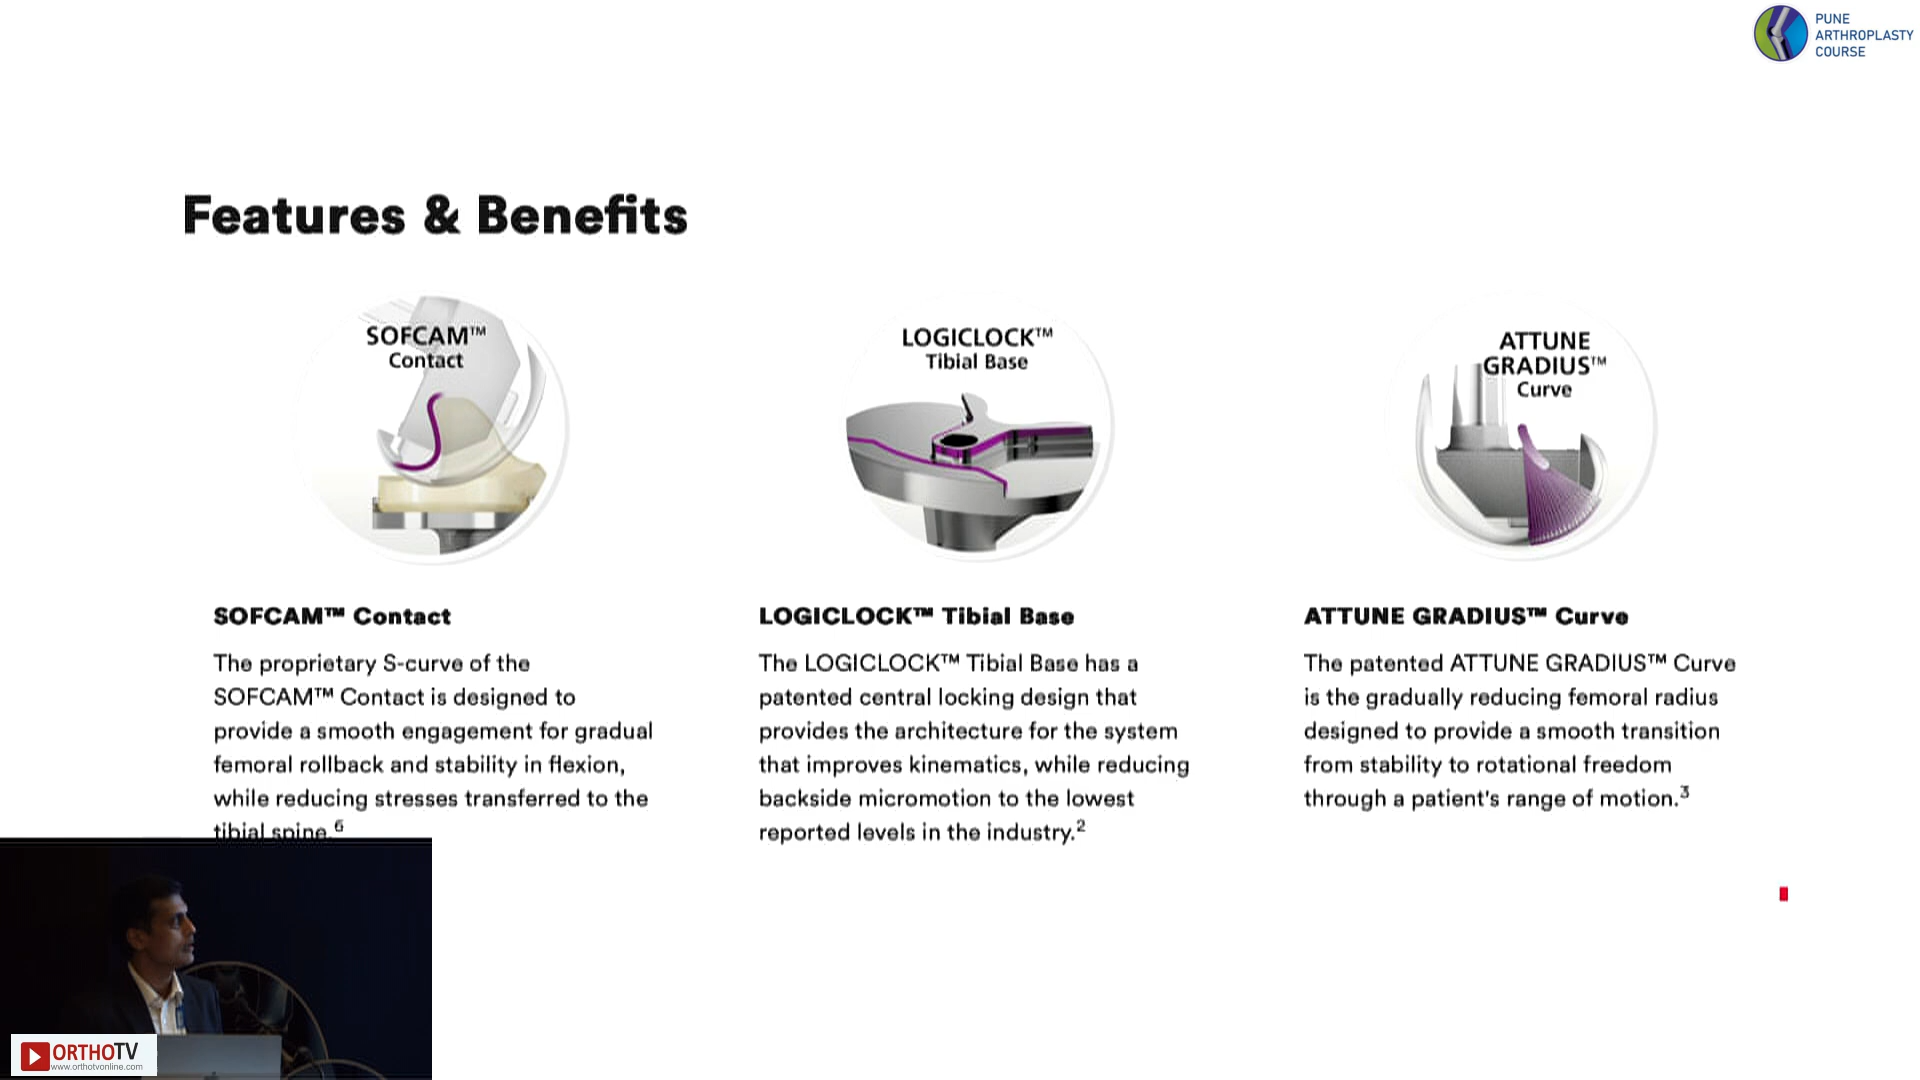 PUNE
ARTHROPLASTY
COURSE
Features & Benefits
SOFCAM™
Contact
LOGICLOCK™
Tibial Base
ATTUNE
GRADIUS™
Curve
SOFCAM™ Contact
The proprietary S-curve of the
SOFCAM™ Contact is designed to
provide a smooth engagement for gradual
femoral rollback and stability in flexion,
while reducing stresses transferred to the
tibial spine.⁶
LOGICLOCK™ Tibial Base
The LOGICLOCK™ Tibial Base has a
patented central locking design that
provides the architecture for the system
that improves kinematics, while reducing
backside micromotion to the lowest
reported levels in the industry.²
ATTUNE GRADIUS™ Curve
The patented ATTUNE GRADIUS™ Curve
is the gradually reducing femoral radius
designed to provide a smooth transition
from stability to rotational freedom
through a patient's range of motion.³
ORTHOTV
www.orthotvonline.com